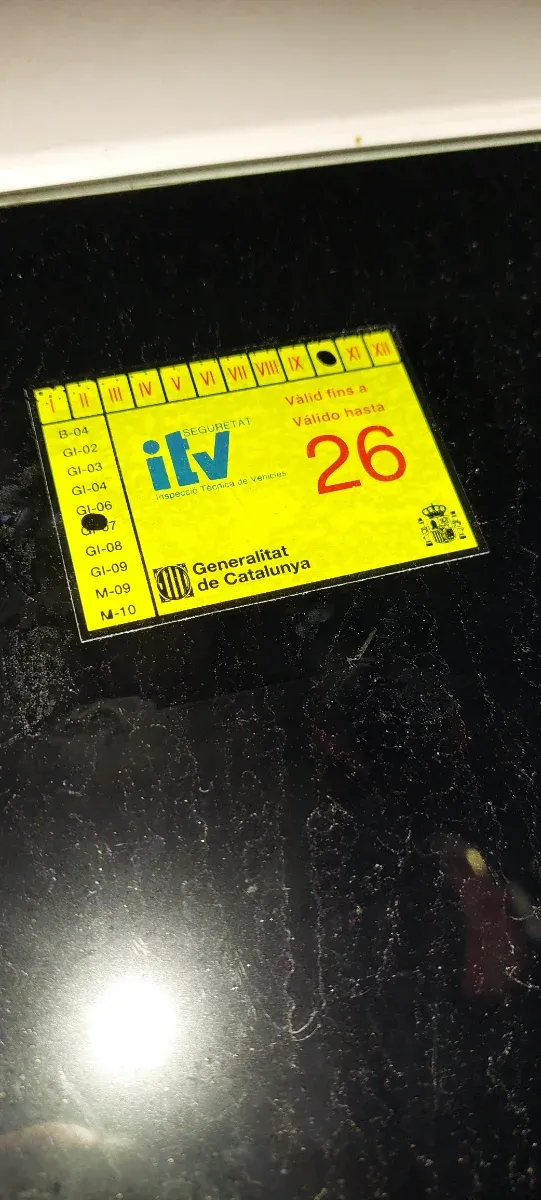 I II III IV V VI VII VIII IX XI XII
B-04
GI-02
GI-03
GI-04
GI-06
GI-08
GI-09
M-09
M-10
SEGURETAT
itv
Inspecció Tècnica de Vehicles
Vàlid fins a
Válido hasta
26
Generalitat
de Catalunya